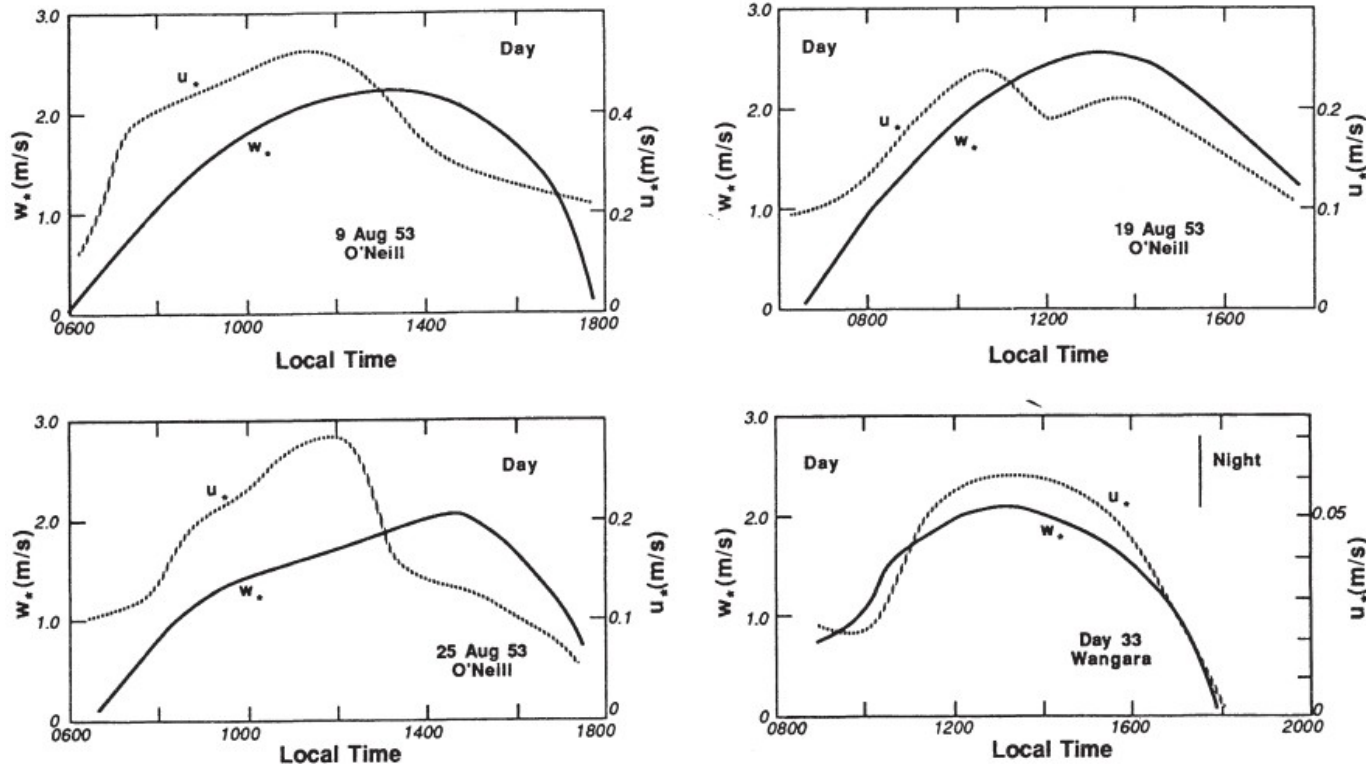 3.0
Day
u*
2.0
0.4
w* (m/s)
w*
u* (m/s)
1.0
0.2
9 Aug 53
O'Neill
0
0
0600
1000
1400
1800
Local Time
3.0
Day
2.0
0.2
w* (m/s)
u*
w*
u* (m/s)
1.0
0.1
19 Aug 53
O'Neill
0
0
0800
1200
1600
Local Time
3.0
Day
u*
2.0
0.2
w* (m/s)
w*
u* (m/s)
1.0
0.1
25 Aug 53
O'Neill
0
0
0600
1000
1400
1800
Local Time
3.0
Day
Night
u*
2.0
0.05
w* (m/s)
w*
u* (m/s)
1.0
Day 33
Wangara
0
0
0800
1200
1600
2000
Local Time